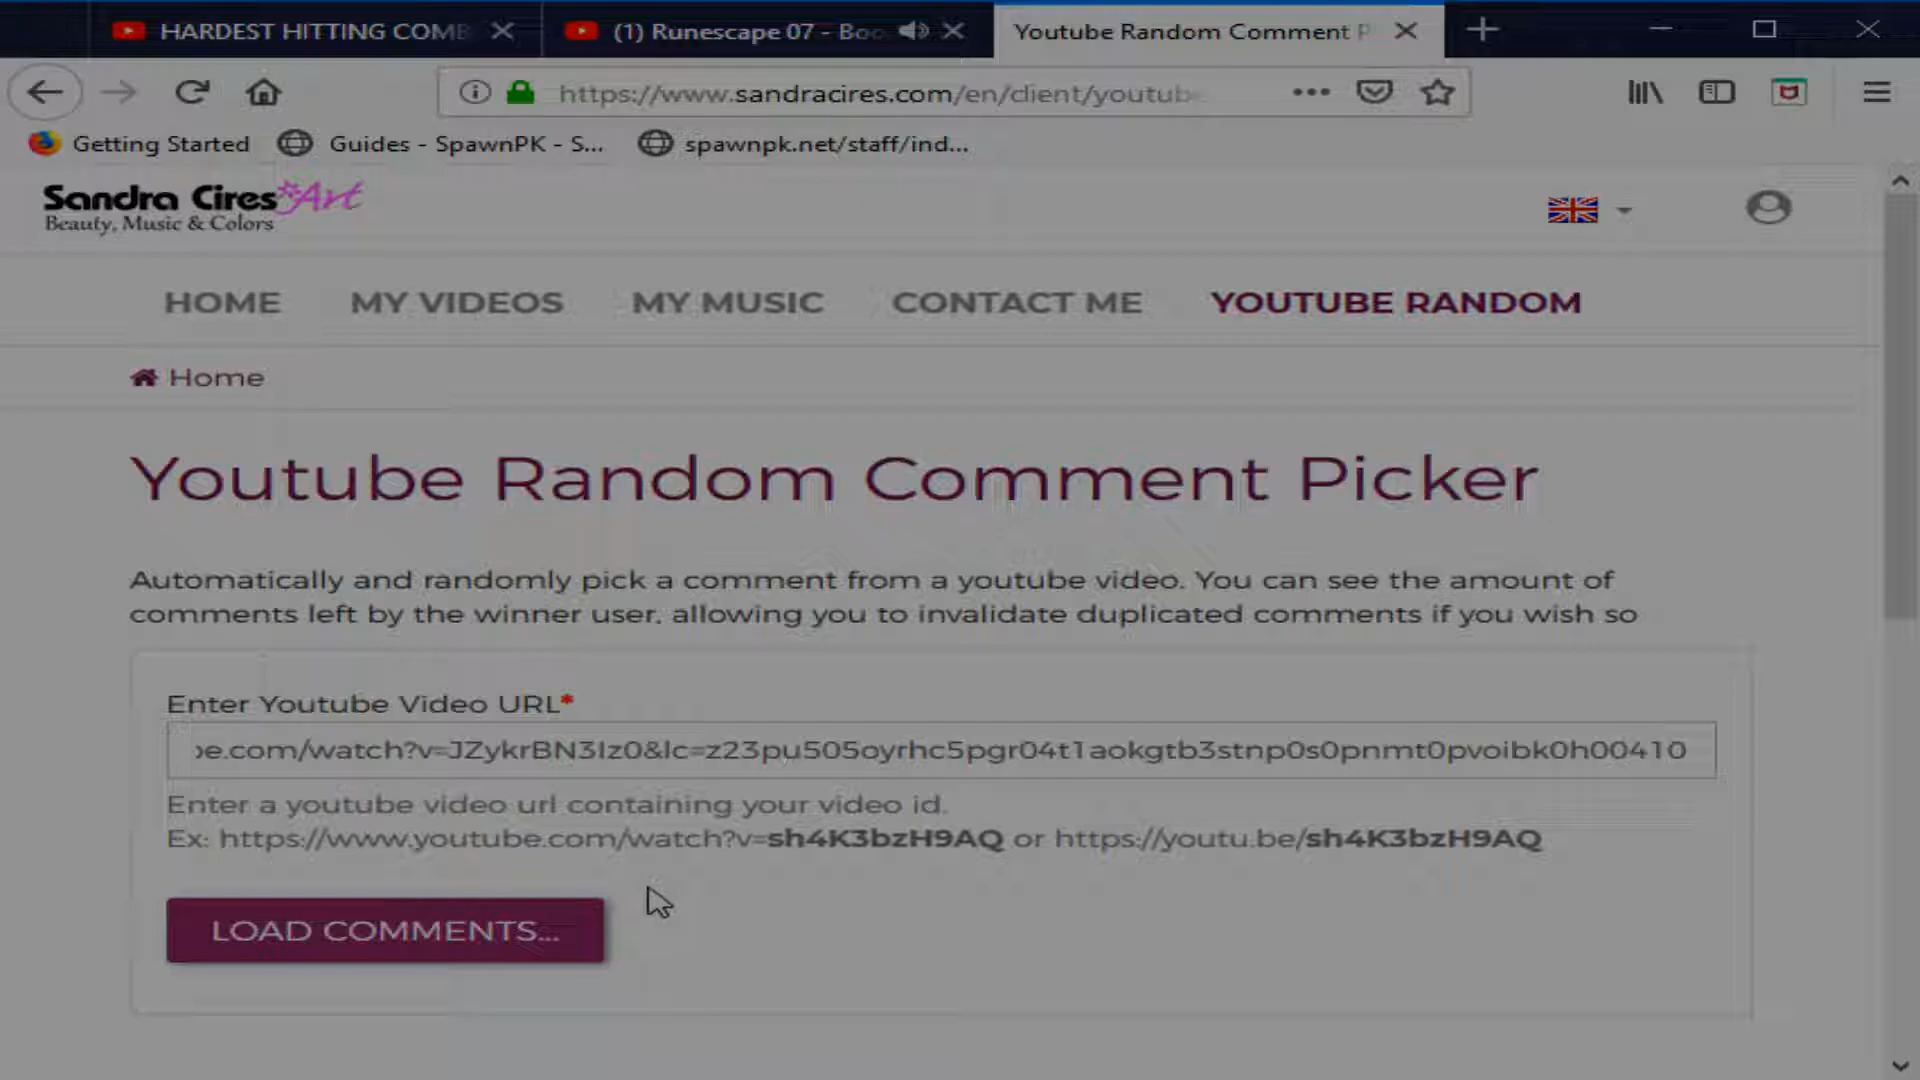 HARDEST HITTING COMB
(1) Runescape 07 - Boo
Youtube Random Comment P
https://www.sandracires.com/en/client/youtube
Getting Started
Guides - SpawnPK - S...
spawnpk.net/staff/ind...
Sandra Cires Art
Beauty, Music & Colors
HOME
MY VIDEOS
MY MUSIC
CONTACT ME
YOUTUBE RANDOM
Home
Youtube Random Comment Picker
Automatically and randomly pick a comment from a youtube video. You can see the amount of
comments left by the winner user, allowing you to invalidate duplicated comments if you wish so
Enter Youtube Video URL*
be.com/watch?v=JZykrBN3Iz0&lc=z23pu505oyrhc5pgr04t1aokgtb3stnp0s0pnmt0pvoibk0h00410
Enter a youtube video url containing your video id.
Ex: https://www.youtube.com/watch?v=sh4K3bzH9AQ or https://youtu.be/sh4K3bzH9AQ
LOAD COMMENTS...